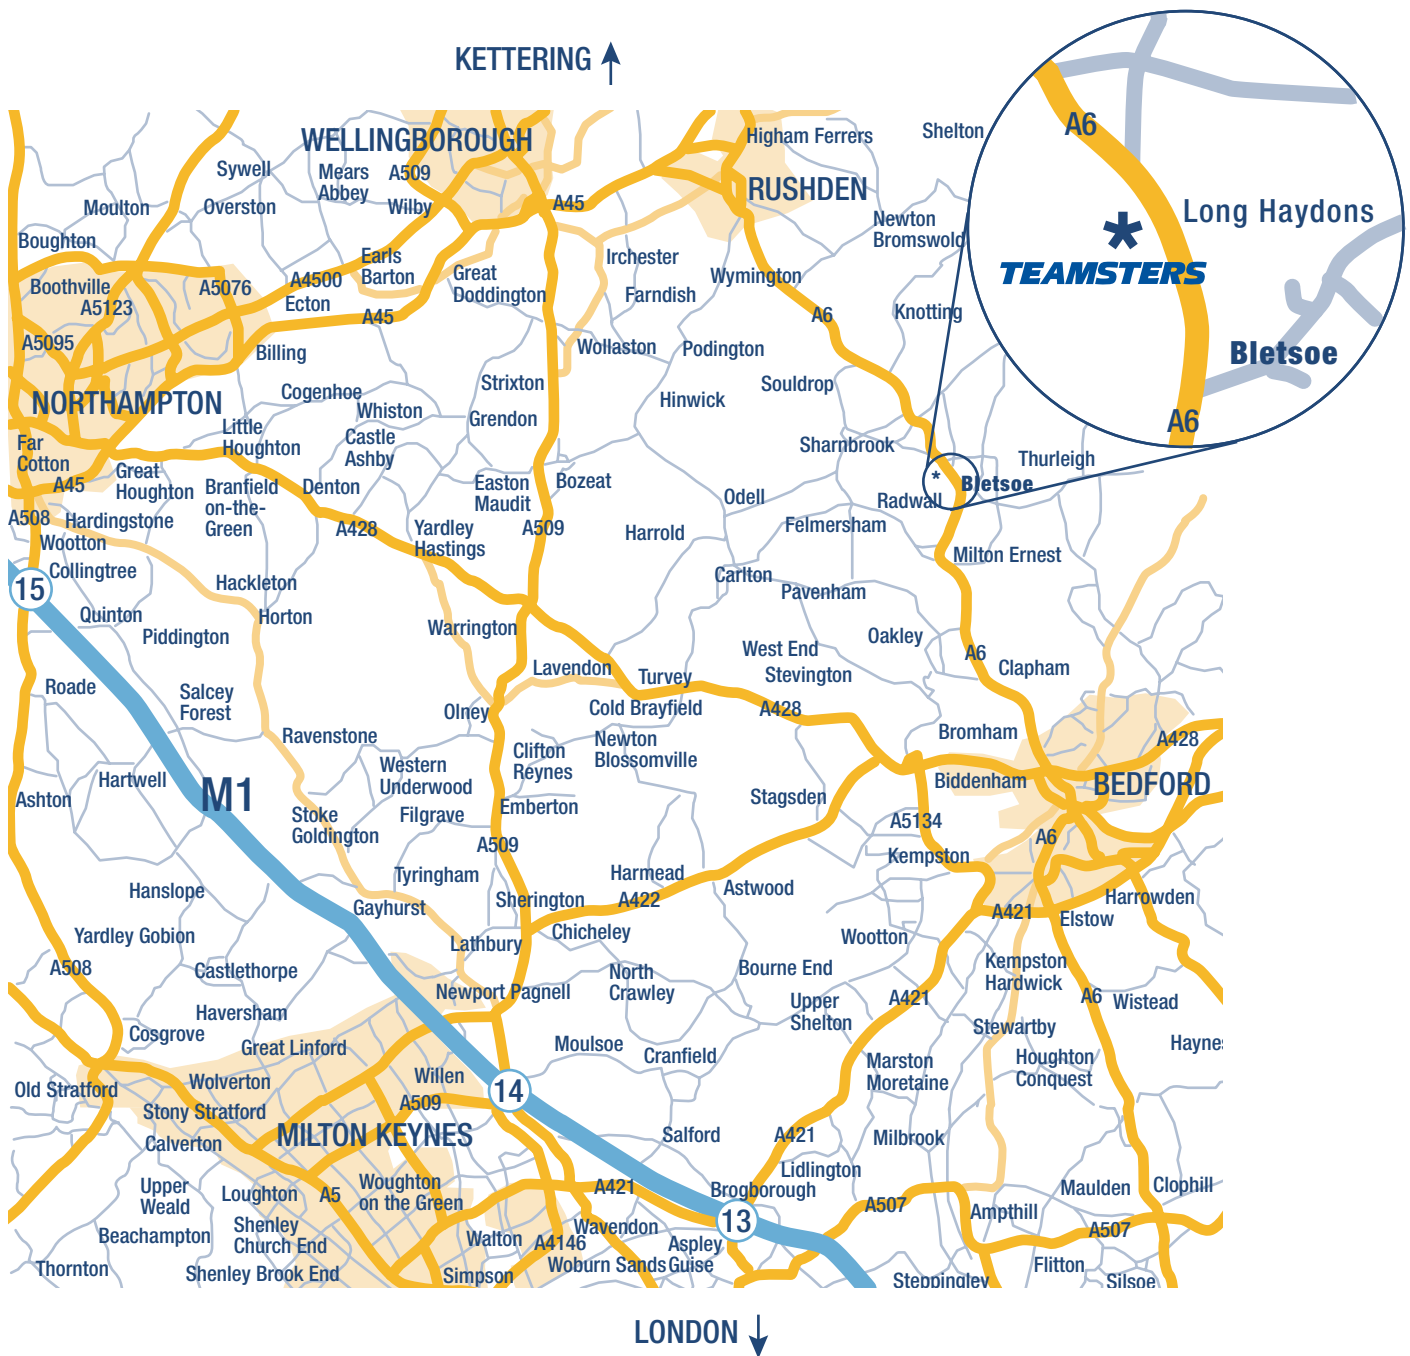 KETTERING
WELLINGBOROUGH
Higham Ferrers
Shelton
A6
Sywell
Mears
Abbey
A509
RUSHDEN
Moulton
Overston
Wilby
A45
Long Haydons
Newton
Bromswold
Boughton
Earls
Barton
Irchester
*
TEAMSTERS
Boothville
A5076
A4500
Great
Doddington
Farndish
Wymington
A5123
Ecton
A45
A6
Knotting
A5095
Billing
Wollaston
Podington
Bletsoe
Cogenhoe
Strixton
Souldrop
NORTHAMPTON
Whiston
Grendon
Hinwick
A6
Little
Houghton
Castle
Ashby
Sharnbrook
Far
Cotton
Great
Houghton
Thurleigh
A45
Branfield
on-the-
Green
Denton
Easton
Maudit
Bozeat
Odell
*
Bletsoe
Radwall
A508
Hardingstone
A428
Yardley
Hastings
A509
Harrold
Felmersham
Wootton
Milton Ernest
Collingtree
15
Hackleton
Carlton
Pavenham
Quinton
Horton
Piddington
Warrington
Oakley
West End
A6
Clapham
Roade
Salcey
Forest
Lavendon
Turvey
Stevington
Olney
Cold Brayfield
A428
Ravenstone
Clifton
Reynes
Newton
Blossomville
Bromham
A428
Hartwell
M1
Western
Underwood
Biddenham
BEDFORD
Ashton
Stoke
Goldington
Filgrave
Emberton
Stagsden
A5134
A509
Kempston
A6
Hanslope
Tyringham
Harmead
Astwood
Gayhurst
Sherington
A422
Harrowden
A421
Elstow
Yardley Gobion
Lathbury
Chicheley
Wootton
A508
Castlethorpe
North
Crawley
Bourne End
Kempston
Hardwick
Newport Pagnell
Upper
Shelton
A421
A6
Wistead
Haversham
Cosgrove
Great Linford
Moulsoe
Cranfield
Stewartby
Haynes
Old Stratford
Wolverton
Willen
14
Marston
Moretaine
Houghton
Conquest
Stony Stratford
A509
Calverton
MILTON KEYNES
Salford
A421
Milbrook
Upper
Weald
Loughton
A5
Woughton
on the Green
A421
Lidlington
Brogborough
Maulden
Clophill
A507
Ampthill
Beachampton
Shenley
Church End
Walton
A4146
Wavendon
13
A507
Thornton
Shenley Brook End
Simpson
Woburn Sands
Aspley
Guise
Steppingley
Flitton
Silsoe
LONDON